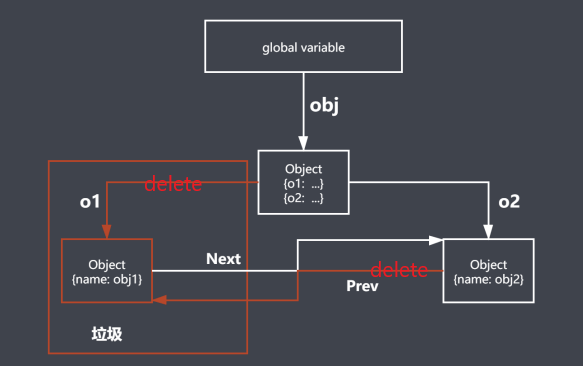 global variable
obj
Object
{o1: ...}
{o2: ...}
delete
o1
o2
Object
{name: obj1}
Next
delete
Prev
Object
{name: obj2}
垃圾